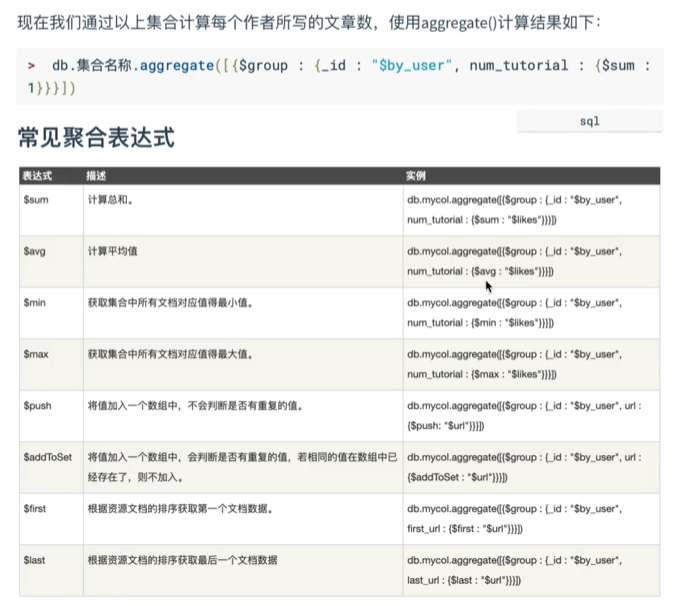 现在我们通过以上集合计算每个作者所写的文章数，使用aggregate()计算结果如下：
> db.集合名称.aggregate([{$group : {_id : "$by_user", num_tutorial : {$sum :
1}}}])
sql
常见聚合表达式
表达式 描述 实例
$sum 计算总和。 db.mycol.aggregate([{$group : {_id : "$by_user",
num_tutorial : {$sum : "$likes"}}}])
$avg 计算平均值 db.mycol.aggregate([{$group : {_id : "$by_user",
num_tutorial : {$avg : "$likes"}}}])
$min 获取集合中所有文档对应值得最小值。 db.mycol.aggregate([{$group : {_id : "$by_user",
num_tutorial : {$min : "$likes"}}}])
$max 获取集合中所有文档对应值得最大值。 db.mycol.aggregate([{$group : {_id : "$by_user",
num_tutorial : {$max : "$likes"}}}])
$push 将值加入一个数组中，不会判断是否有重复的值。 db.mycol.aggregate([{$group : {_id : "$by_user", url :
{$push: "$url"}}}])
$addToSet 将值加入一个数组中，会判断是否有重复的值，若相同的值在数组中已 db.mycol.aggregate([{$group : {_id : "$by_user", url :
经存在了，则不加入。 {$addToSet : "$url"}}}])
$first 根据资源文档的排序获取第一个文档数据。 db.mycol.aggregate([{$group : {_id : "$by_user",
first_url : {$first : "$url"}}}])
$last 根据资源文档的排序获取最后一个文档数据 db.mycol.aggregate([{$group : {_id : "$by_user",
last_url : {$last : "$url"}}}])